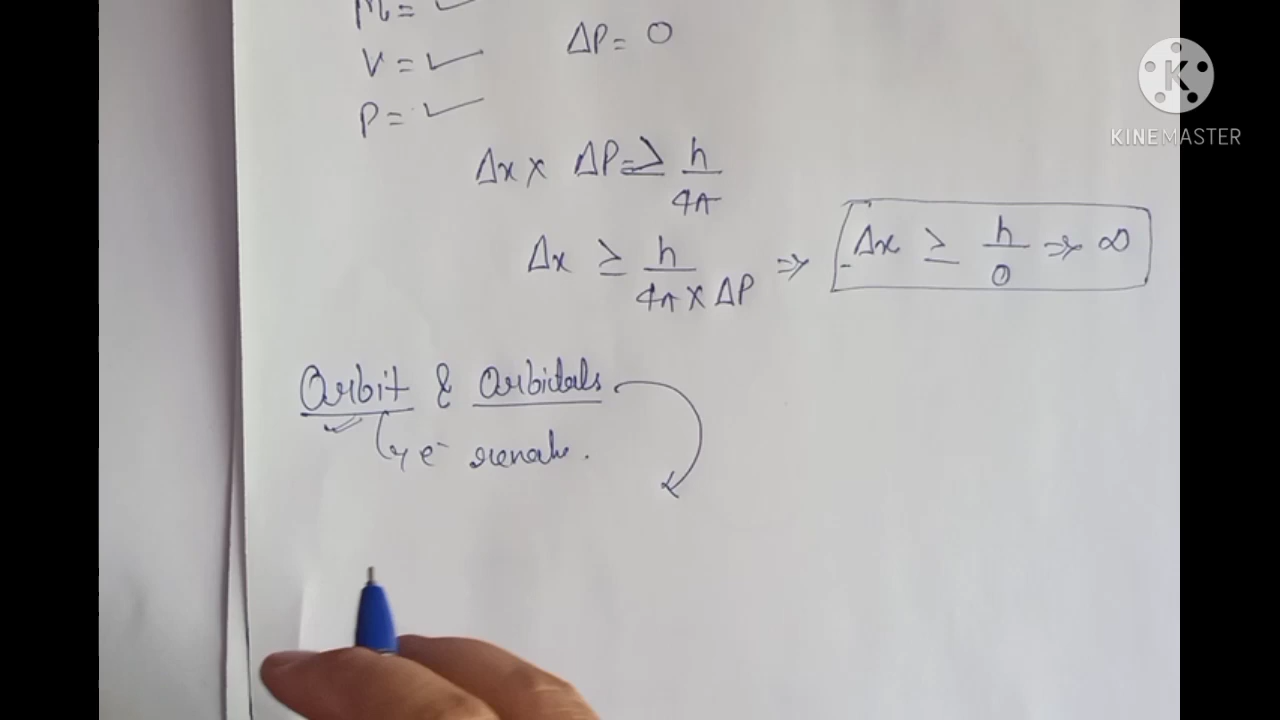 M = ✓
V = ✓
ΔP = 0
P = ✓
Δx × ΔP = ≥ h/4π
Δx ≥ h/4π × ΔP ⇒ Δx ≥ h/0 ⇒ ∞
Orbit & Orbitals
↳ e⁻
KINEMASTER